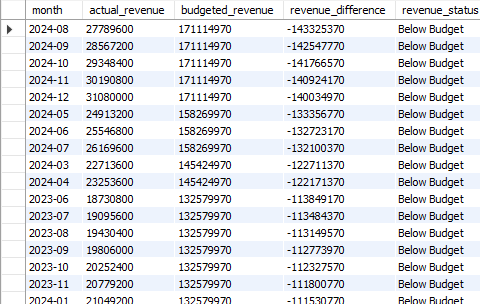 month actual_revenue budgeted_revenue revenue_difference revenue_status
2024-08 27789600 171114970 -143325370 Below Budget
2024-09 28567200 171114970 -142547770 Below Budget
2024-10 29348400 171114970 -141766570 Below Budget
2024-11 30190800 171114970 -140924170 Below Budget
2024-12 31080000 171114970 -140034970 Below Budget
2024-05 24913200 158269970 -133356770 Below Budget
2024-06 25546800 158269970 -132723170 Below Budget
2024-07 26169600 158269970 -132100370 Below Budget
2024-03 22713600 145424970 -122711370 Below Budget
2024-04 23253600 145424970 -122171370 Below Budget
2023-06 18730800 132579970 -113849170 Below Budget
2023-07 19095600 132579970 -113484370 Below Budget
2023-08 19430400 132579970 -113149570 Below Budget
2023-09 19806000 132579970 -112773970 Below Budget
2023-10 20252400 132579970 -112327570 Below Budget
2023-11 20779200 132579970 -111800770 Below Budget
2024-01 21049200 132579970 -111530770 Below Budget